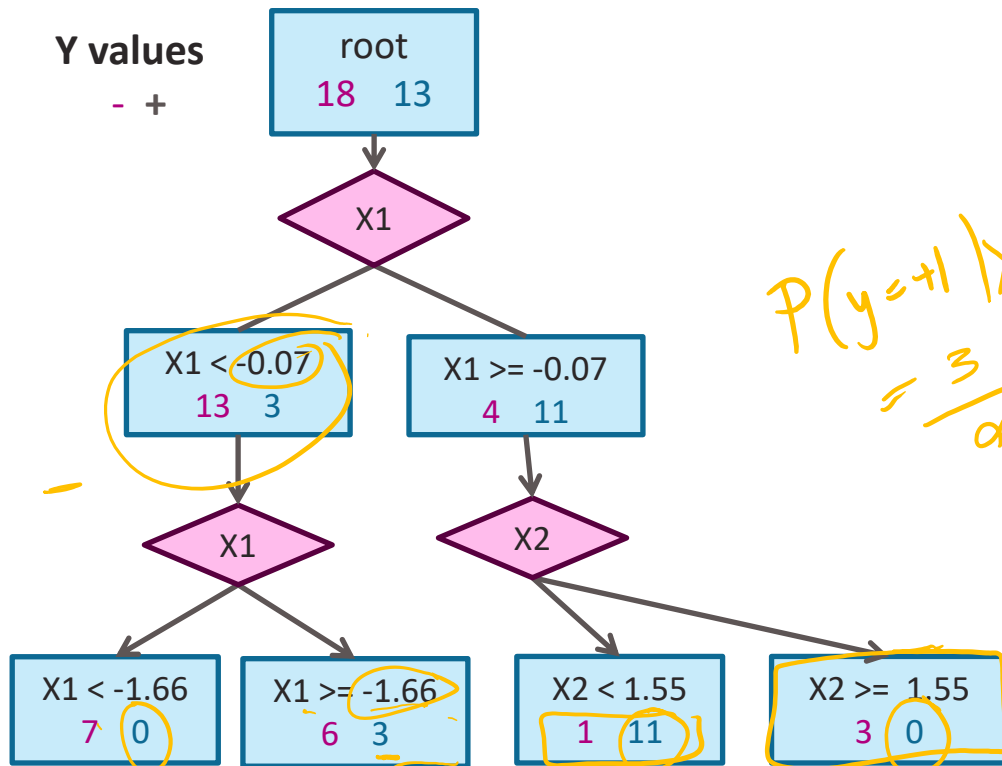 Y values
- +
root
18 13
X1
X1 < -0.07
13 3
X1 >= -0.07
4 11
P(y=+1|
= 3
X1
X2
X1 < -1.66
7 0
X1 >= -1.66
6 3
X2 < 1.55
1 11
X2 >= 1.55
3 0